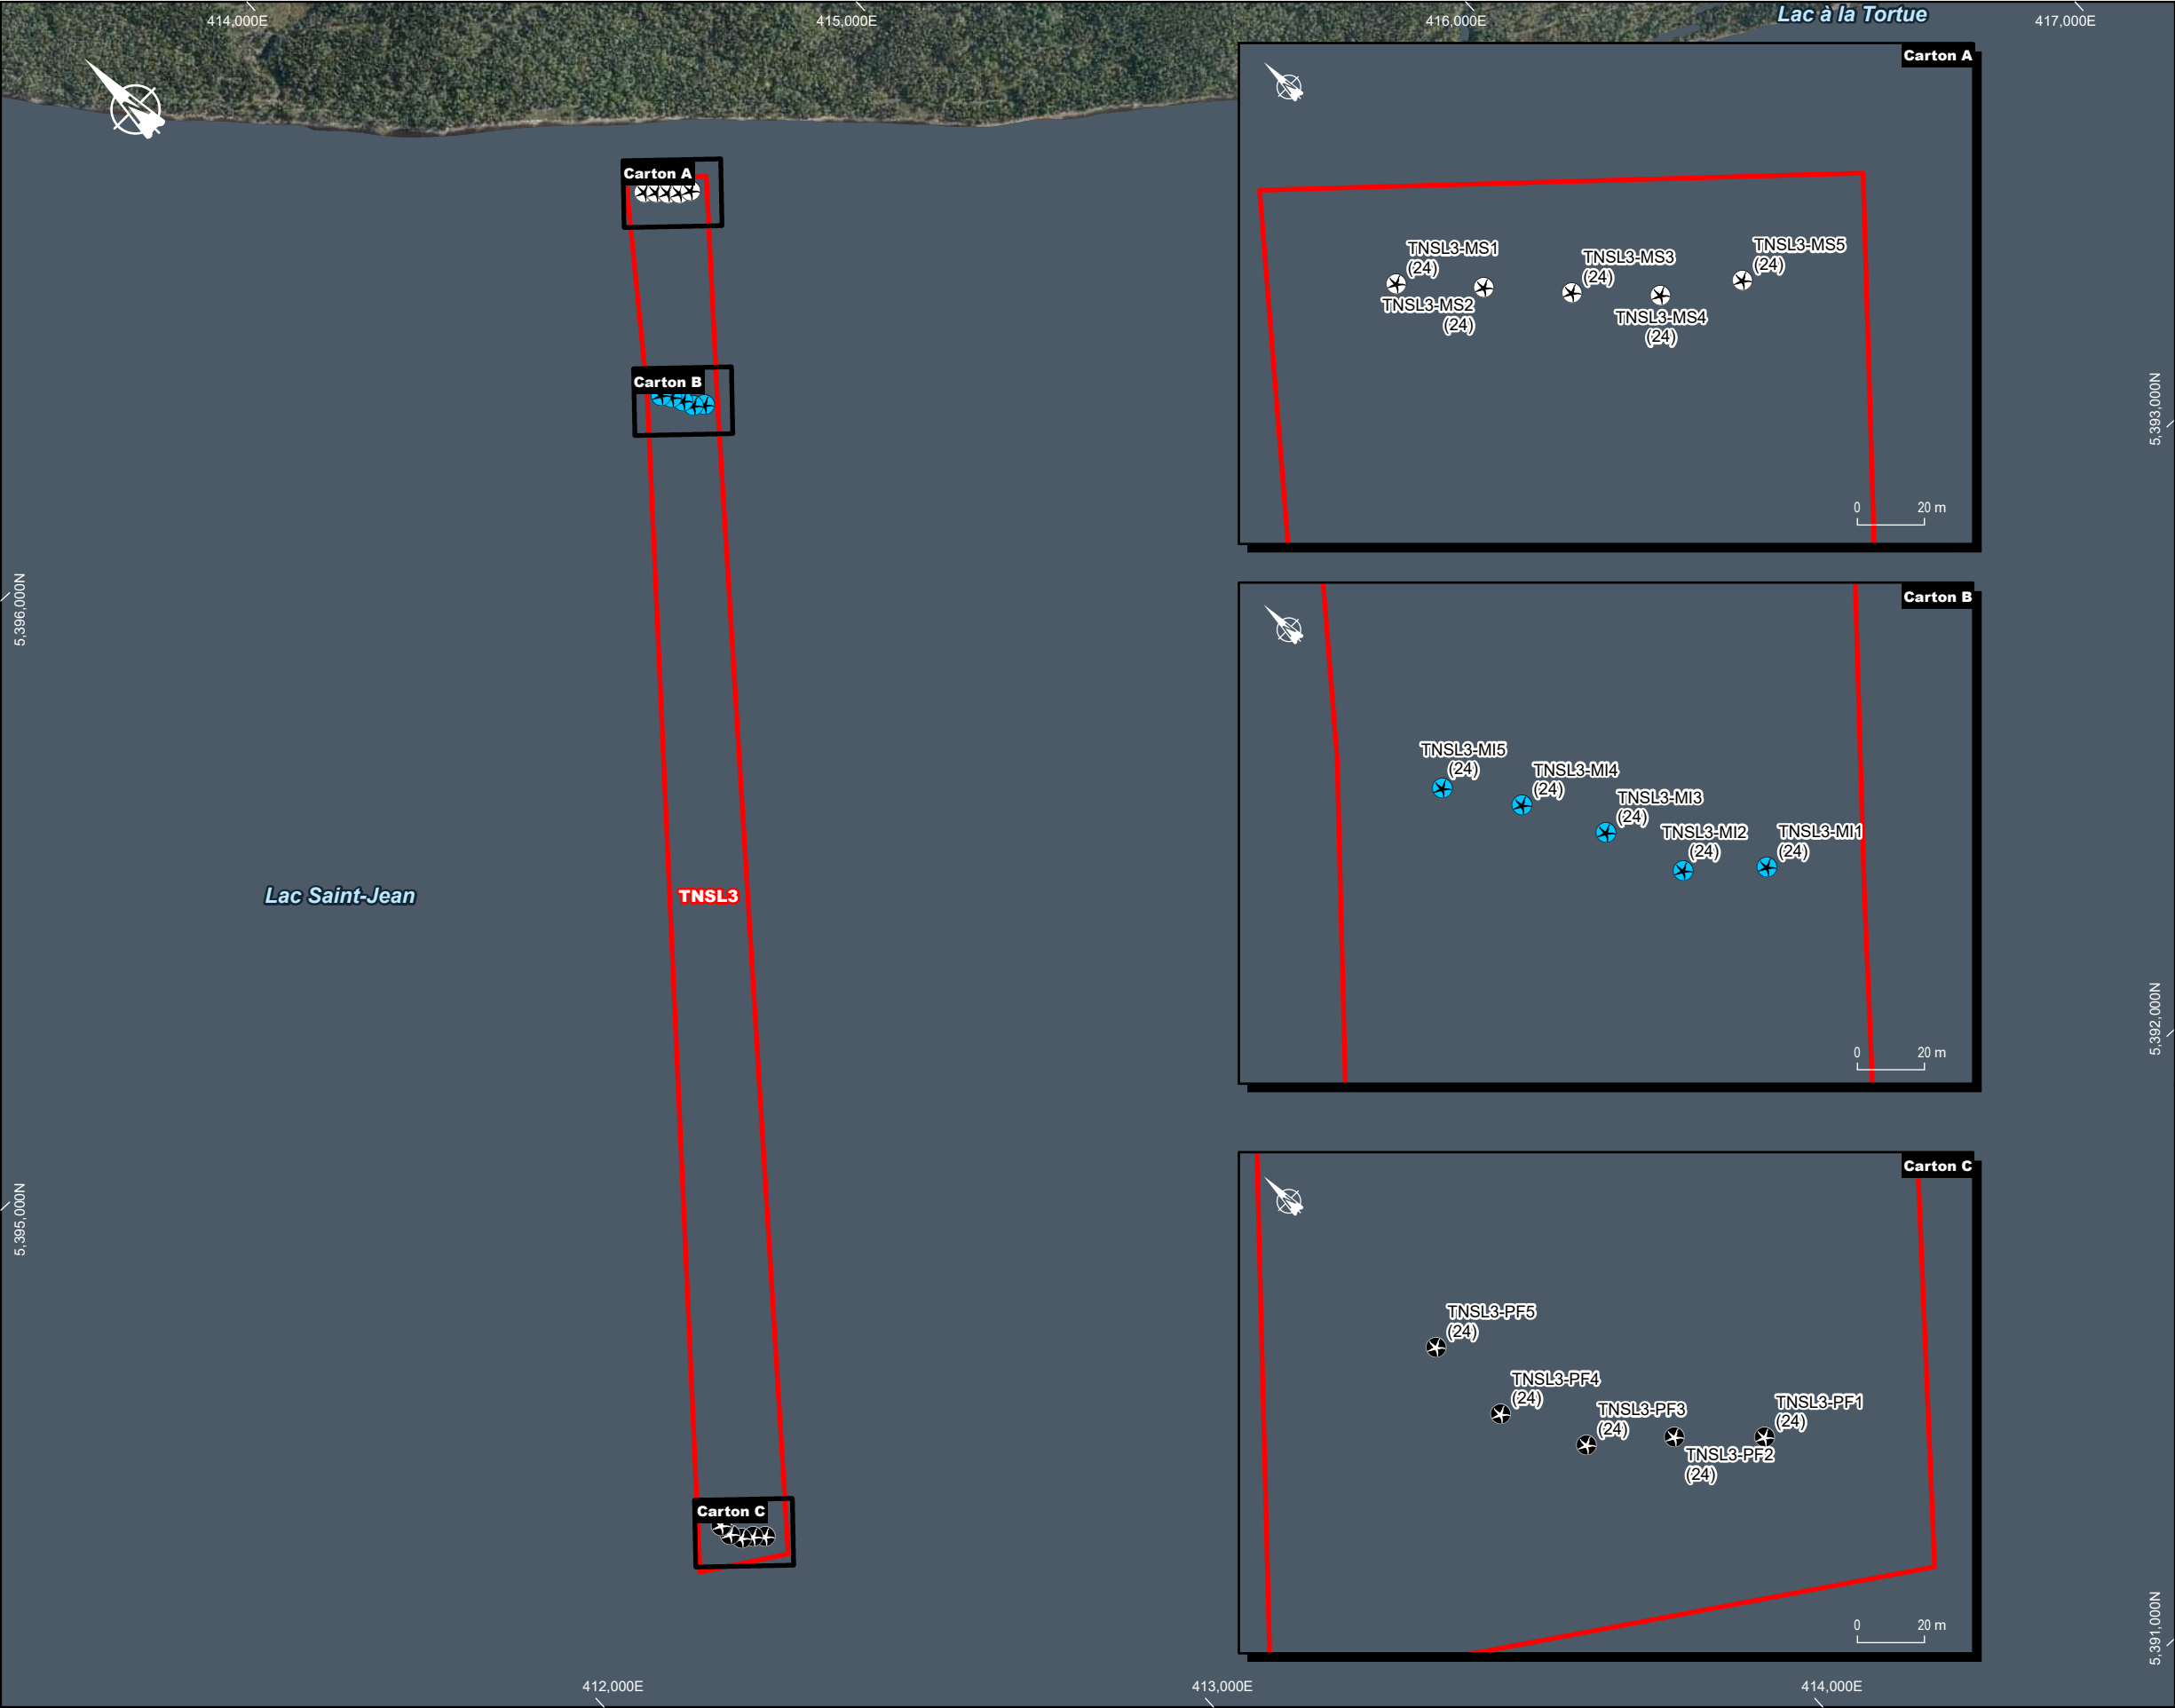 414,000E
415,000E
416,000E
417,000E
Lac à la Tortue
Carton A
Carton B
5,396,000N
Lac Saint-Jean
TNSL3
5,395,000N
Carton C
412,000E
413,000E
414,000E
Carton A
TNSL3-MS1
(24)
TNSL3-MS2
(24)
TNSL3-MS3
(24)
TNSL3-MS4
(24)
TNSL3-MS5
(24)
0 20 m
Carton B
TNSL3-MI5
(24)
TNSL3-MI4
(24)
TNSL3-MI3
(24)
TNSL3-MI2
(24)
TNSL3-MI1
(24)
0 20 m
Carton C
TNSL3-PF5
(24)
TNSL3-PF4
(24)
TNSL3-PF3
(24)
TNSL3-PF2
(24)
TNSL3-PF1
(24)
0 20 m
5,393,000N
5,392,000N
5,391,000N